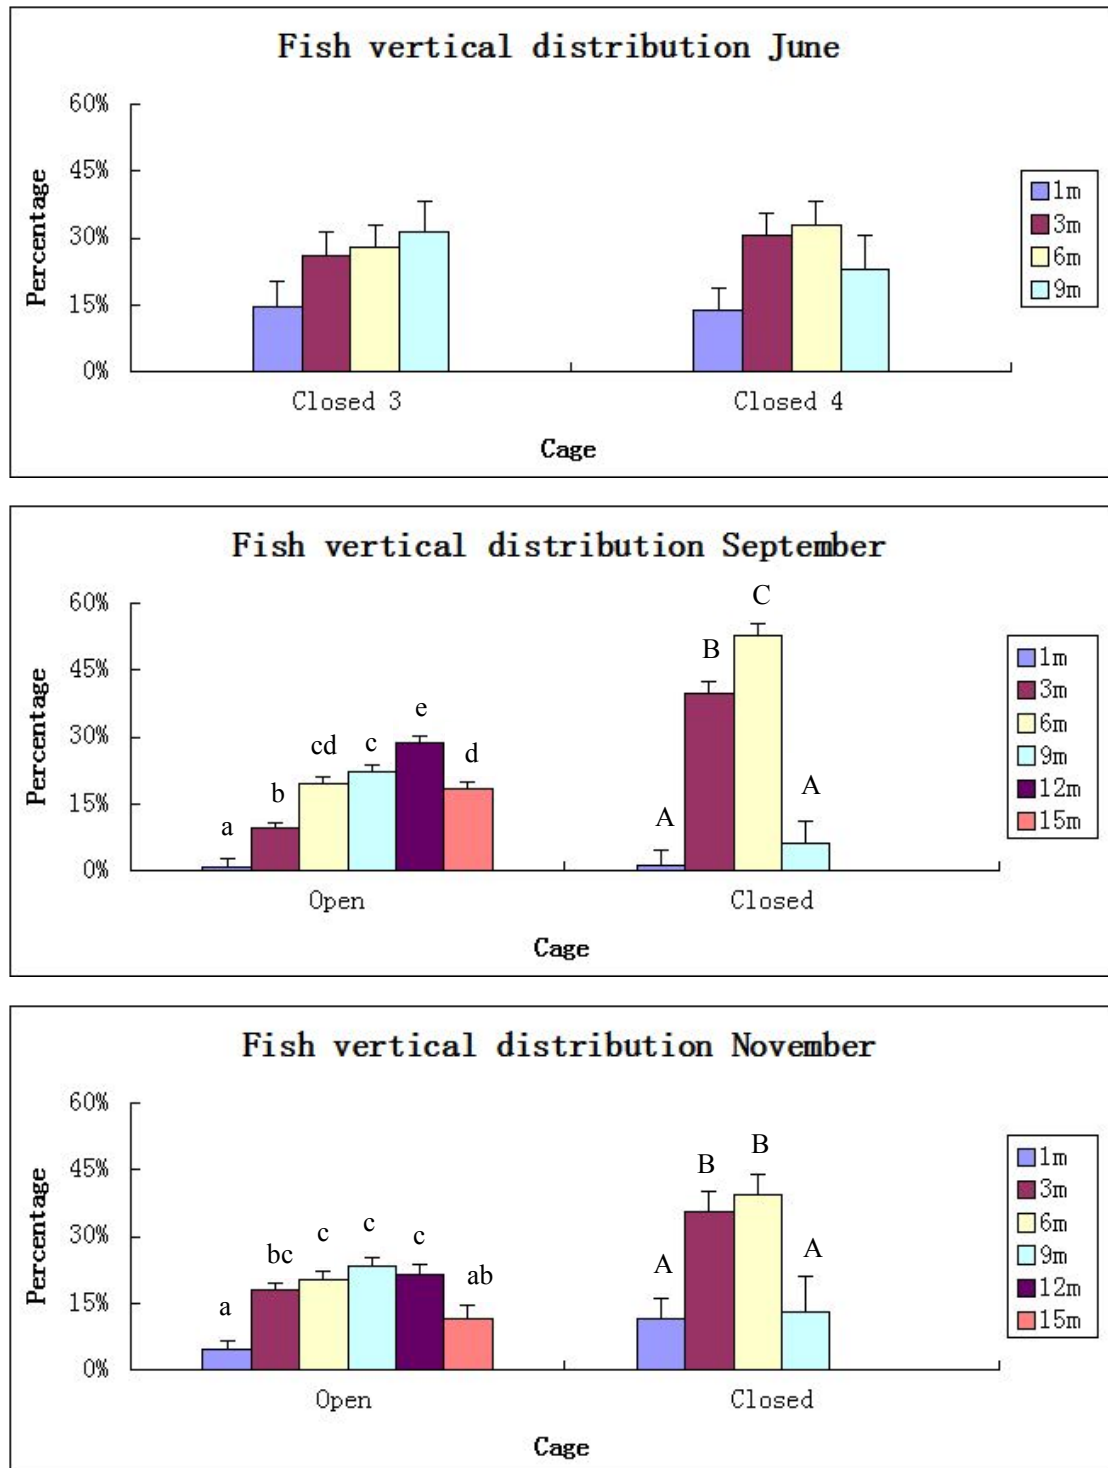 Fish vertical distribution June
Percentage
60%
45%
30%
15%
0%
Closed 3 Closed 4
Cage
1m
3m
6m
9m
Fish vertical distribution September
Percentage
60%
45%
30%
15%
0%
a b cd c e d A B C A
Open Closed
Cage
1m
3m
6m
9m
12m
15m
Fish vertical distribution November
Percentage
60%
45%
30%
15%
0%
a bc c c c ab A B B A
Open Closed
Cage
1m
3m
6m
9m
12m
15m